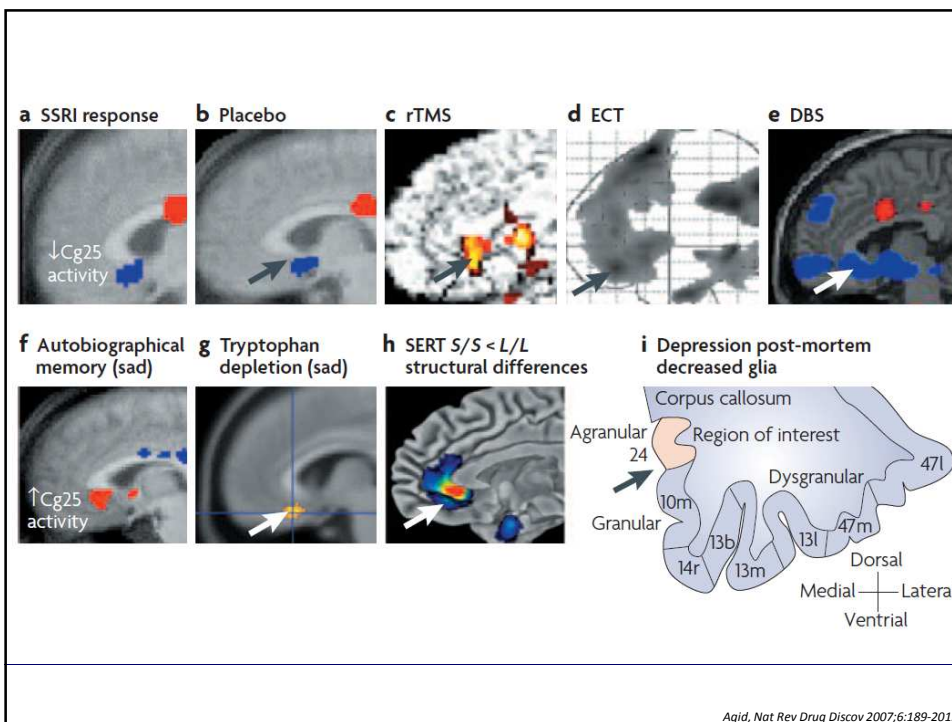 a SSRI response
↓Cg25
activity
b Placebo
c rTMS
d ECT
e DBS
f Autobiographical
memory (sad)
↑Cg25
activity
g Tryptophan
depletion (sad)
h SERT S/S < L/L
structural differences
i Depression post-mortem
decreased glia
Corpus callosum
Agranular
24
Region of interest
47l
Dysgranular
10m
Granular
13b
13l
47m
14r
13m
Dorsal
Medial
Latera
Ventrial
Agid, Nat Rev Drug Discov 2007;6:189-201